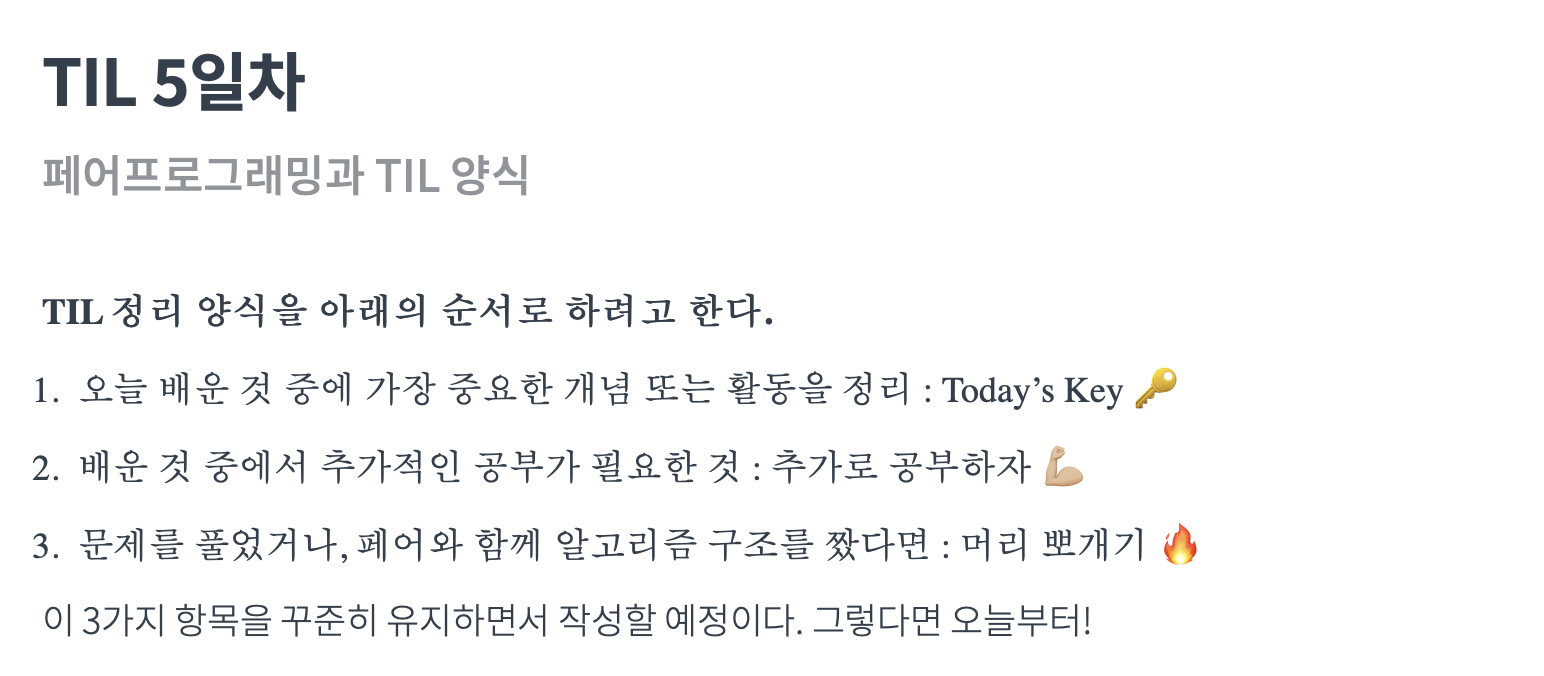 TIL 5일차
페어프로그래밍과 TIL 양식
TIL 정리 양식을 아래의 순서로 하려고 한다.
1. 오늘 배운 것 중에 가장 중요한 개념 또는 활동을 정리 : Today’s Key 🔑
2. 배운 것 중에서 추가적인 공부가 필요한 것 : 추가로 공부하자 💪🏼
3. 문제를 풀었거나, 페어와 함께 알고리즘 구조를 짰다면 : 머리 뽀개기 🔥
이 3가지 항목을 꾸준히 유지하면서 작성할 예정이다. 그렇다면 오늘부터!